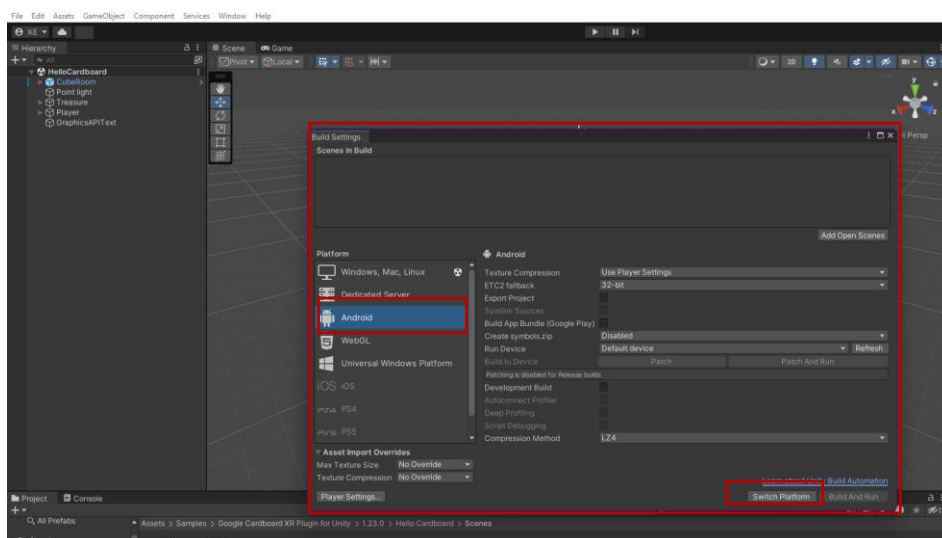 File Edit Assets GameObject Component Services Window Help
KE
Hierarchy
Scene Game
All
Pivot Local
2D
HelloCardboard
CubeRoom
Point light
Treasure
Player
GraphicsAPIText
y
x
Persp
Build Settings
Scenes In Build
Add Open Scenes
Platform
Windows, Mac, Linux
Dedicated Server
Android
WebGL
Universal Windows Platform
iOS iOS
PS4 PS4
PS5 PS5
Android
Texture Compression Use Player Settings
ETC2 fallback 32-bit
Export Project
Symlink Sources
Build App Bundle (Google Play)
Create symbols.zip Disabled
Run Device Default device Refresh
Build to Device Patch Patch And Run
Patching is disabled for Release builds
Development Build
Autoconnect Profiler
Deep Profiling
Script Debugging
Compression Method LZ4
Asset Import Overrides
Max Texture Size No Override
Texture Compression No Override
Learn about Unity Build Automation
Player Settings...
Switch Platform Build And Run
Project Console
All Prefabs
Assets > Samples > Google Cardboard XR Plugin for Unity > 1.23.0 > Hello Cardboard > Scenes